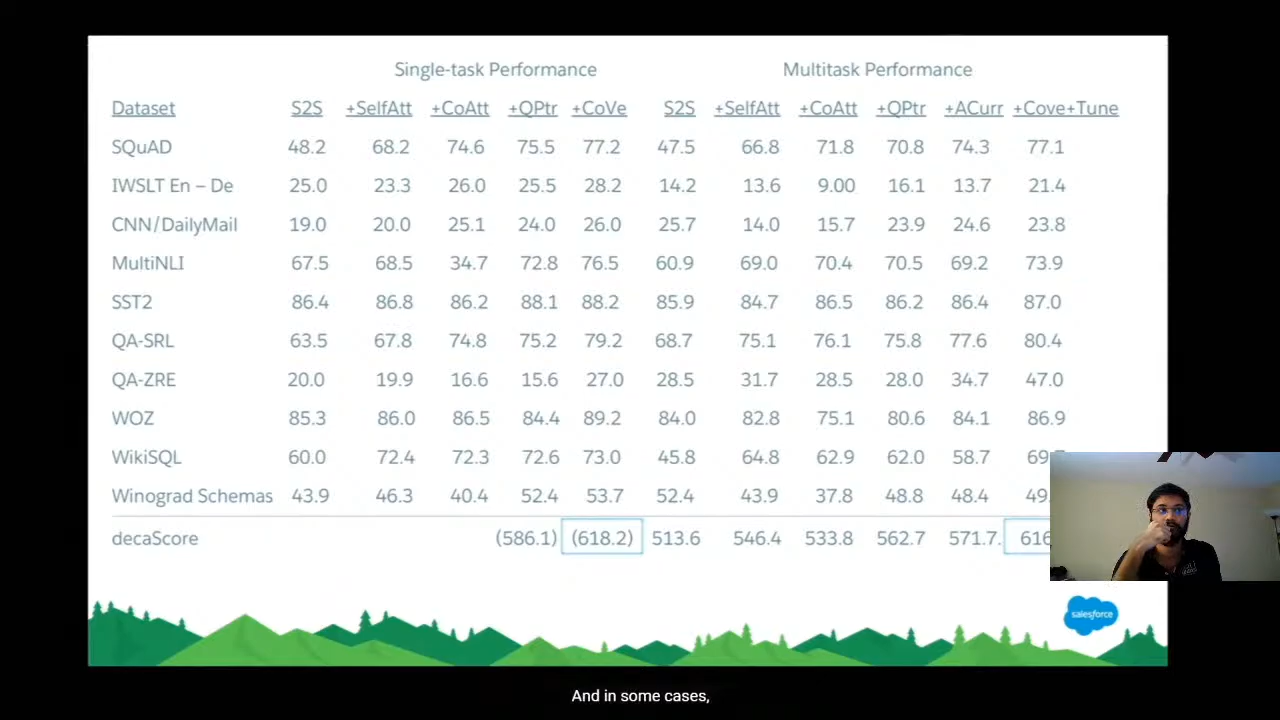 Single-task Performance Multitask Performance
Dataset S2S +SelfAtt +CoAtt +QPtr +CoVe S2S +SelfAtt +CoAtt +QPtr +ACurr +Cove+Tune
SQuAD 48.2 68.2 74.6 75.5 77.2 47.5 66.8 71.8 70.8 74.3 77.1
IWSLT En – De 25.0 23.3 26.0 25.5 28.2 14.2 13.6 9.00 16.1 13.7 21.4
CNN/DailyMail 19.0 20.0 25.1 24.0 26.0 25.7 14.0 15.7 23.9 24.6 23.8
MultiNLI 67.5 68.5 34.7 72.8 76.5 60.9 69.0 70.4 70.5 69.2 73.9
SST2 86.4 86.8 86.2 88.1 88.2 85.9 84.7 86.5 86.2 86.4 87.0
QA-SRL 63.5 67.8 74.8 75.2 79.2 68.7 75.1 76.1 75.8 77.6 80.4
QA-ZRE 20.0 19.9 16.6 15.6 27.0 28.5 31.7 28.5 28.0 34.7 47.0
WOZ 85.3 86.0 86.5 84.4 89.2 84.0 82.8 75.1 80.6 84.1 86.9
WikiSQL 60.0 72.4 72.3 72.6 73.0 45.8 64.8 62.9 62.0 58.7 69.
Winograd Schemas 43.9 46.3 40.4 52.4 53.7 52.4 43.9 37.8 48.8 48.4 49.
decaScore (586.1) (618.2) 513.6 546.4 533.8 562.7 571.7. 616
salesforce
And in some cases,